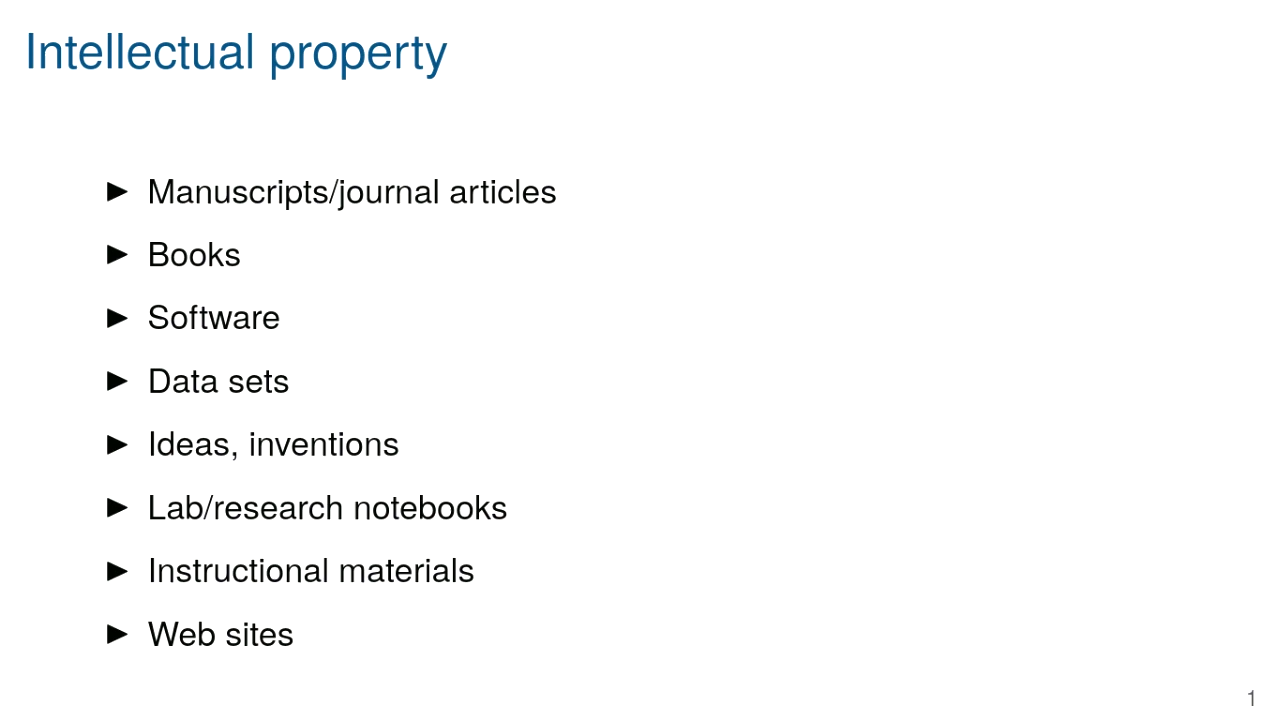 Intellectual property
▶ Manuscripts/journal articles
▶ Books
▶ Software
▶ Data sets
▶ Ideas, inventions
▶ Lab/research notebooks
▶ Instructional materials
▶ Web sites
1